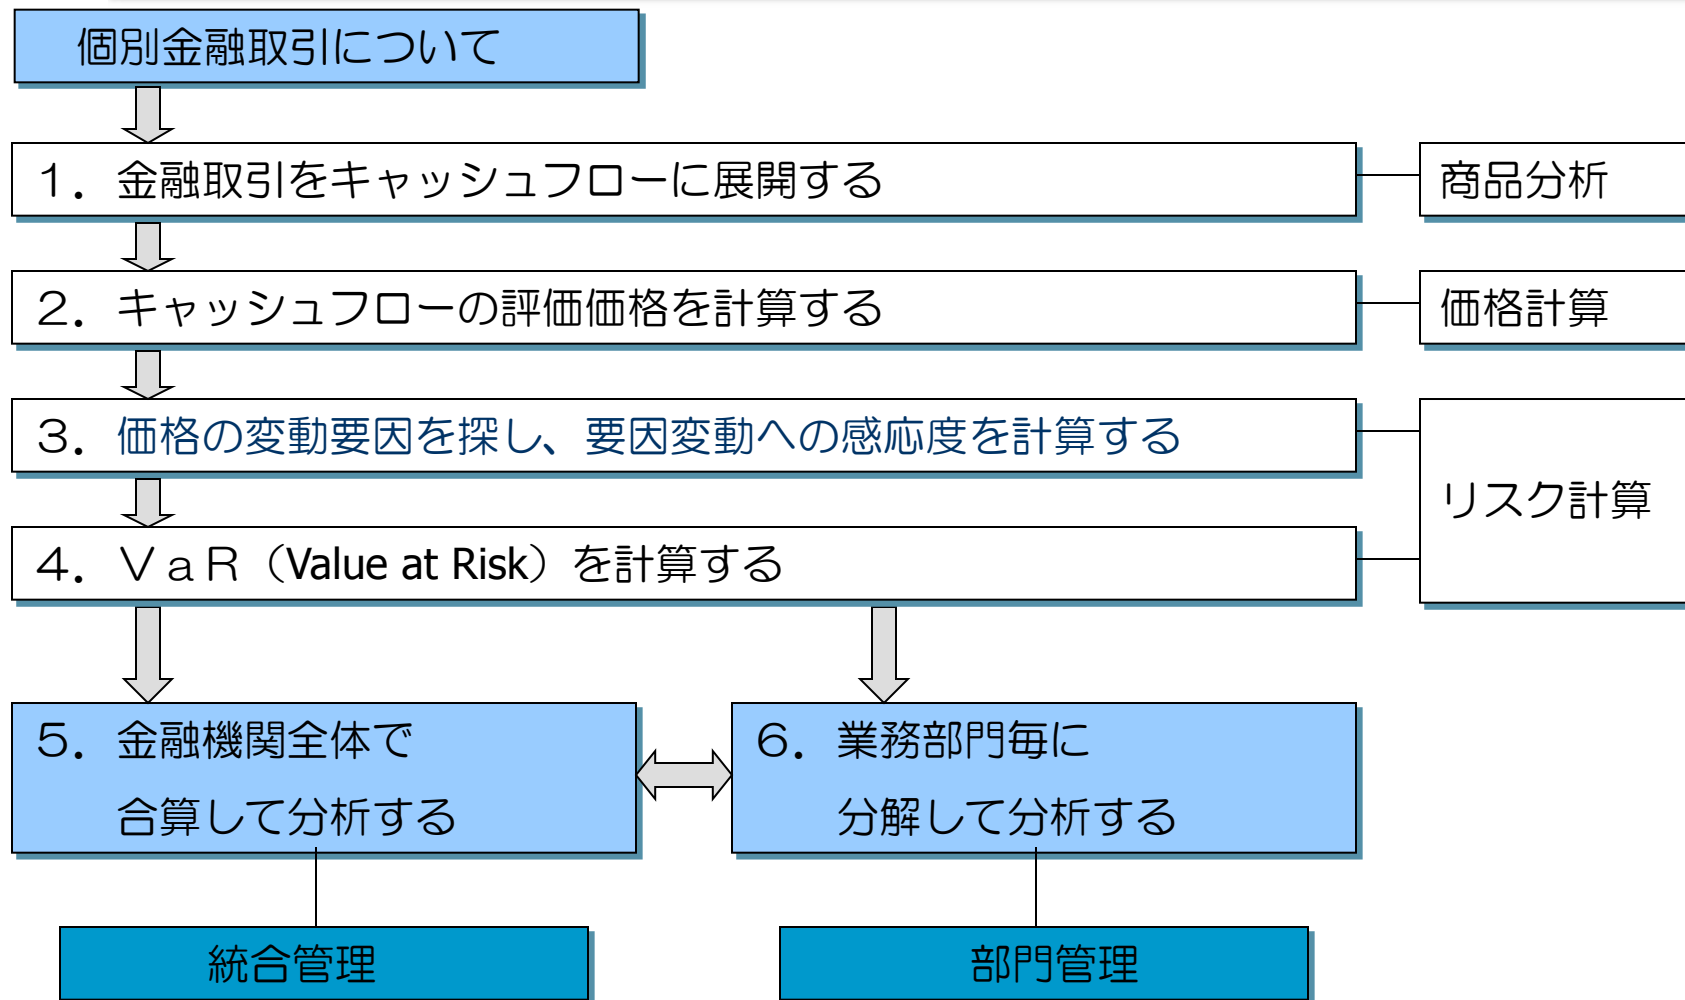 個別金融取引について
１．金融取引をキャッシュフローに展開する
商品分析
２．キャッシュフローの評価価格を計算する
価格計算
３．価格の変動要因を探し、要因変動への感応度を計算する
リスク計算
４．ＶａＲ（Value at Risk）を計算する
５．金融機関全体で
合算して分析する
６．業務部門毎に
分解して分析する
統合管理
部門管理